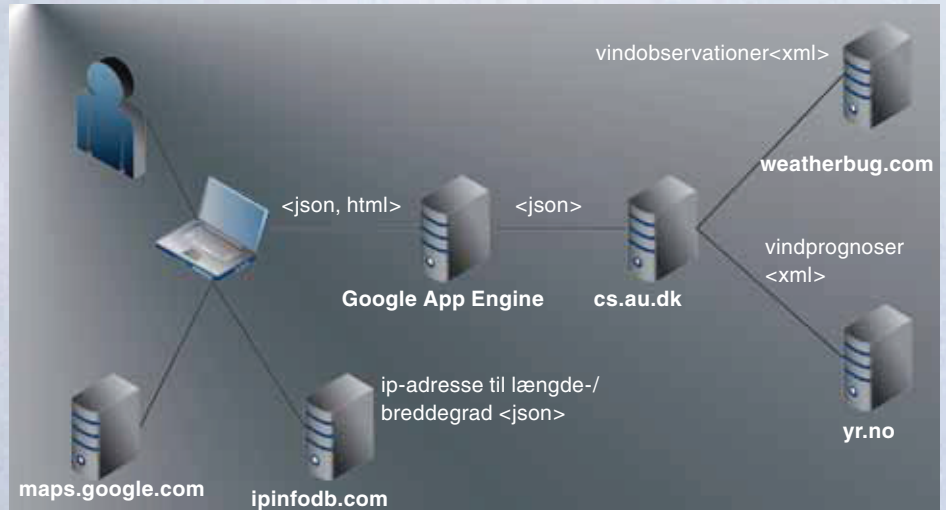 vindobservationer<xml>
weatherbug.com
<json, html>
<json>
Google App Engine
cs.au.dk
vindprognoser
<xml>
yr.no
ip-adresse til længde-/
breddegrad <json>
maps.google.com
ipinfodb.com